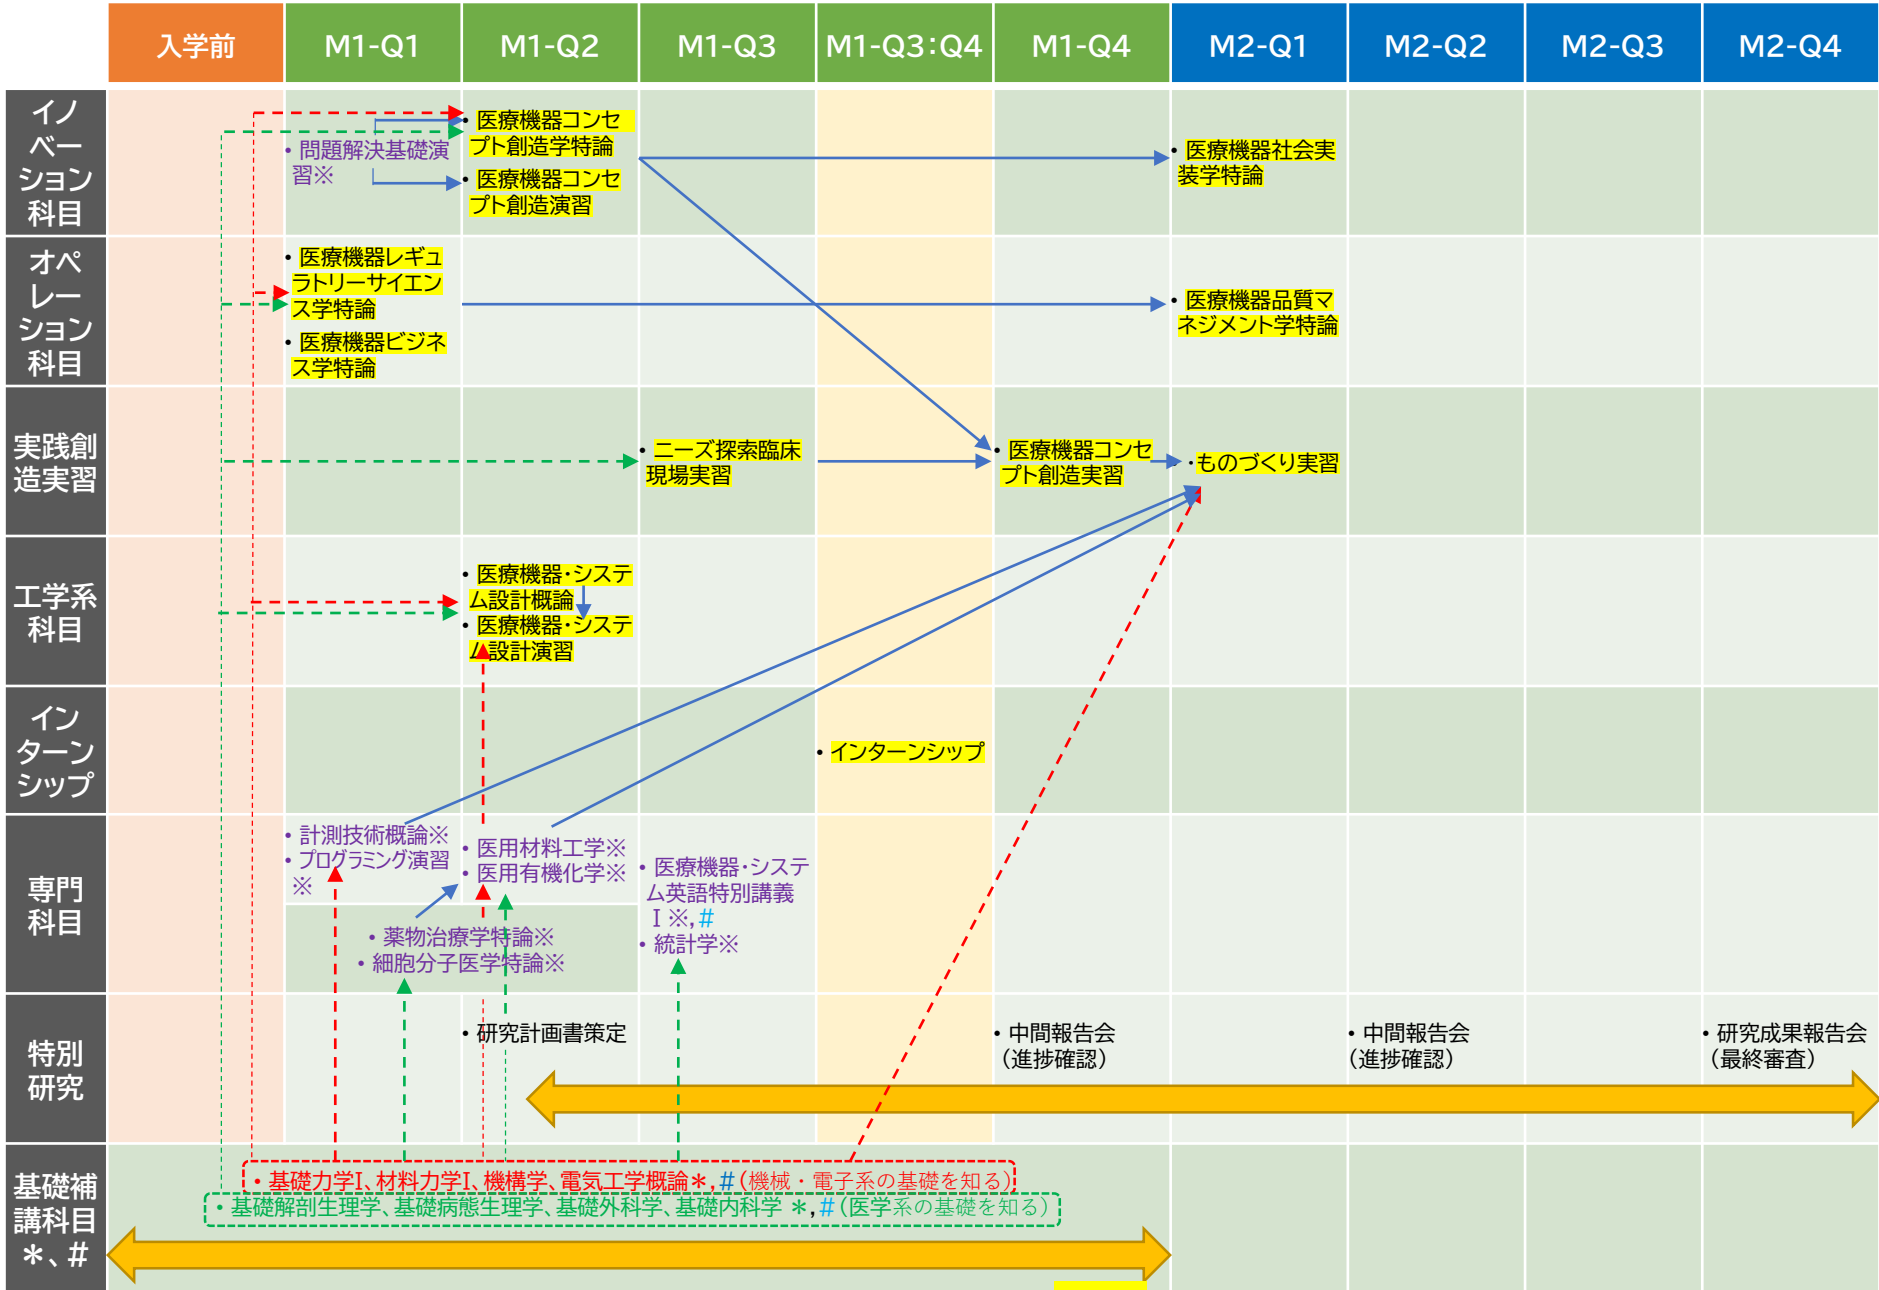 入学前
M1-Q1
M1-Q2
M1-Q3
M1-Q3:Q4
M1-Q4
M2-Q1
M2-Q2
M2-Q3
M2-Q4
イノ
ベー
ション
科目
• 問題解決基礎演
習※
• 医療機器コンセ
プト創造学特論
• 医療機器コンセ
プト創造演習
• 医療機器社会実
装学特論
オペ
レー
ション
科目
• 医療機器レギュ
ラトリーサイエン
ス学特論
• 医療機器ビジネ
ス学特論
• 医療機器品質マ
ネジメント学特論
実践創
造実習
• ニーズ探索臨床
現場実習
• 医療機器コンセ
プト創造実習
・ものづくり実習
工学系
科目
• 医療機器・システ
ム設計概論
• 医療機器・システ
ム設計演習
イン
ターン
シップ
• インターンシップ
専門
科目
• 計測技術概論※
• プログラミング演習
※
• 医用材料工学※
• 医用有機化学※
• 薬物治療学特論※
• 細胞分子医学特論※
• 医療機器・システ
ム英語特別講義
Ⅰ※,#
• 統計学※
特別
研究
• 研究計画書策定
• 中間報告会
(進捗確認)
• 中間報告会
(進捗確認)
• 研究成果報告会
(最終審査)
基礎補
講科目
＊、#
• 基礎力学I、材料力学I、機構学、電気工学概論＊,#(機械・電子系の基礎を知る)
• 基礎解剖生理学、基礎病態生理学、基礎外科学、基礎内科学 ＊,#(医学系の基礎を知る)